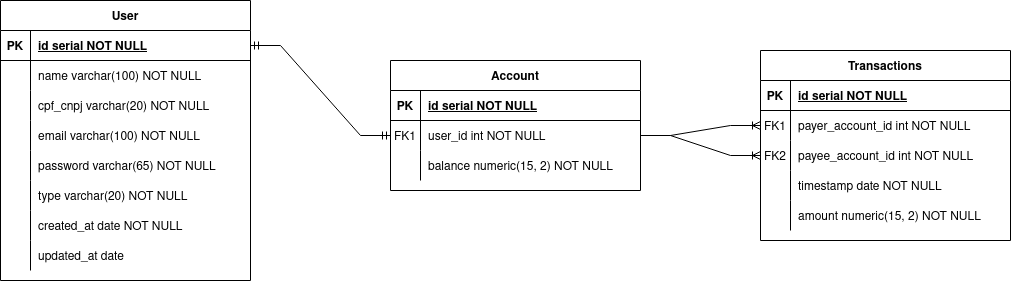 User
PK id serial NOT NULL
name varchar(100) NOT NULL
cpf_cnpj varchar(20) NOT NULL
email varchar(100) NOT NULL
password varchar(65) NOT NULL
type varchar(20) NOT NULL
created_at date NOT NULL
updated_at date
Account
PK id serial NOT NULL
FK1 user_id int NOT NULL
balance numeric(15, 2) NOT NULL
Transactions
PK id serial NOT NULL
FK1 payer_account_id int NOT NULL
FK2 payee_account_id int NOT NULL
timestamp date NOT NULL
amount numeric(15, 2) NOT NULL